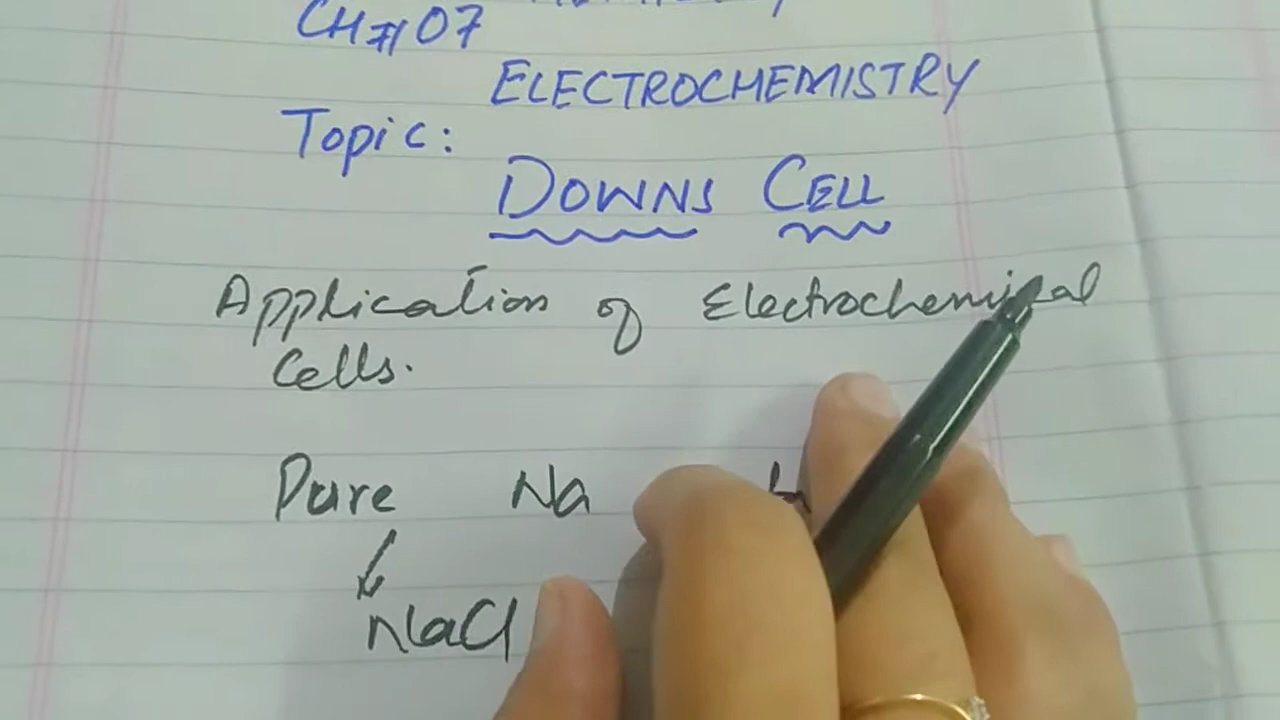 CH#07
ELECTROCHEMISTRY
Topic:
DOWNS CELL
Application of Electrochemical
Cells.
Pure Na
NaCl